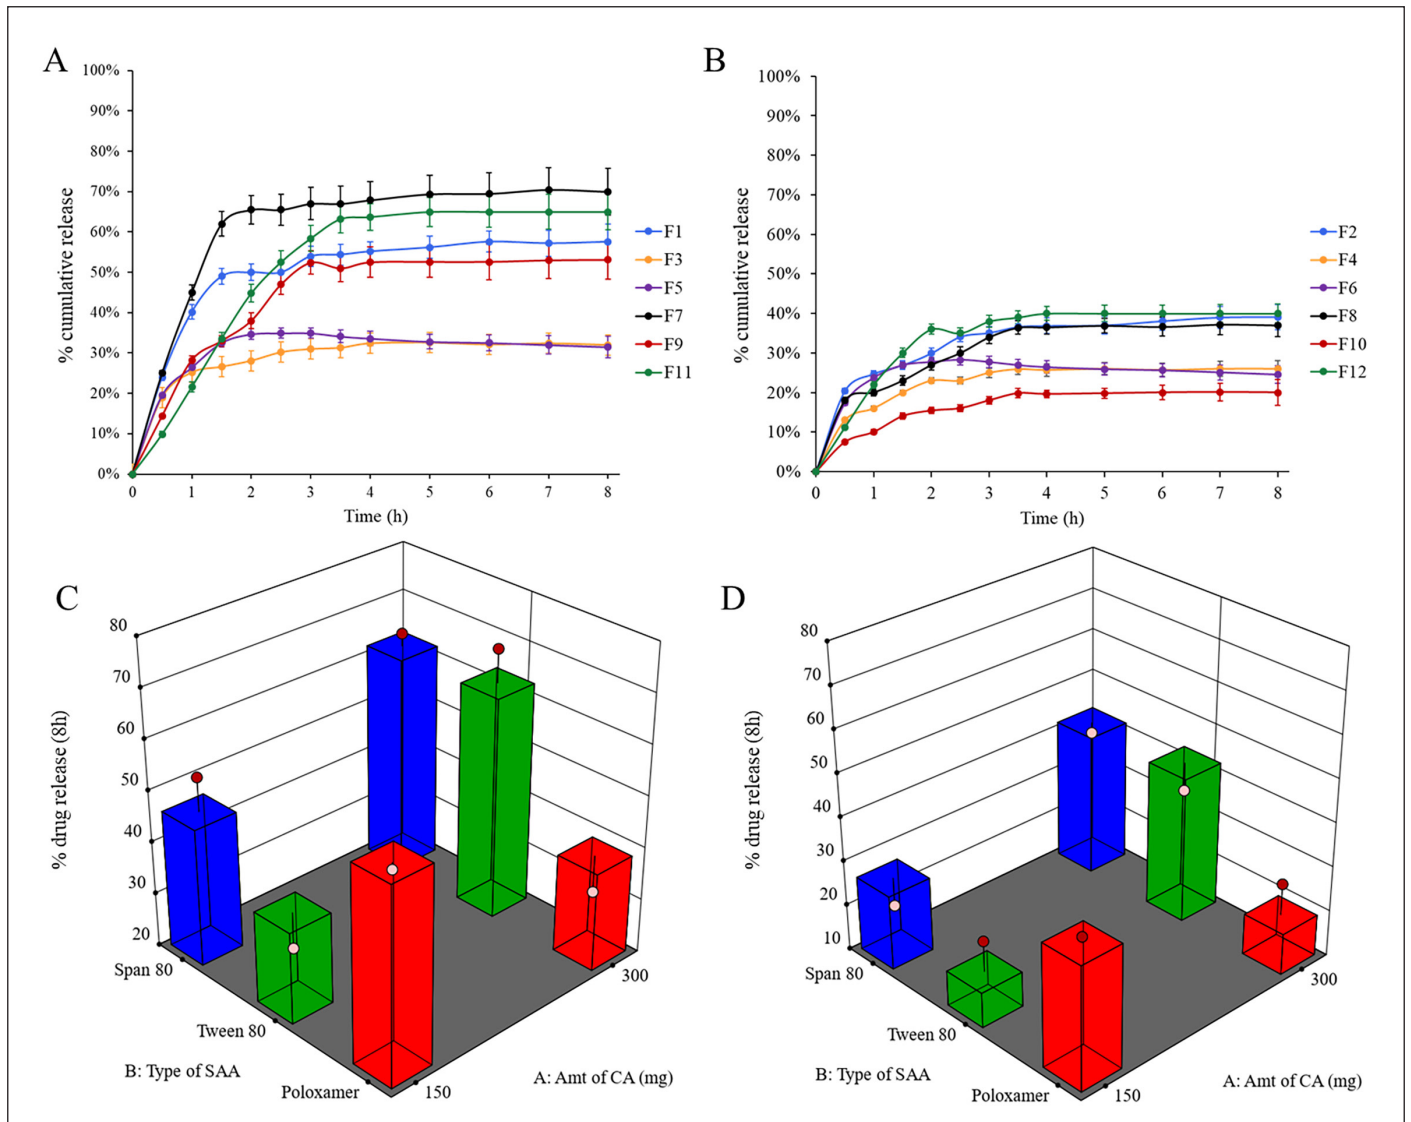 A
% cumulative release
100%
90%
80%
70%
60%
50%
40%
30%
20%
10%
0%
0 1 2 3 4 5 6 7 8
Time (h)
F1
F3
F5
F7
F9
F11
B
% cumulative release
100%
90%
80%
70%
60%
50%
40%
30%
20%
10%
0%
0 1 2 3 4 5 6 7 8
Time (h)
F2
F4
F6
F8
F10
F12
C
% drug release (8h)
80
70
60
50
40
30
20
Span 80
Tween 80
Poloxamer
B: Type of SAA
150
300
A: Amt of CA (mg)
D
% drug release (8h)
80
70
60
50
40
30
20
10
Span 80
Tween 80
Poloxamer
B: Type of SAA
150
300
A: Amt of CA (mg)